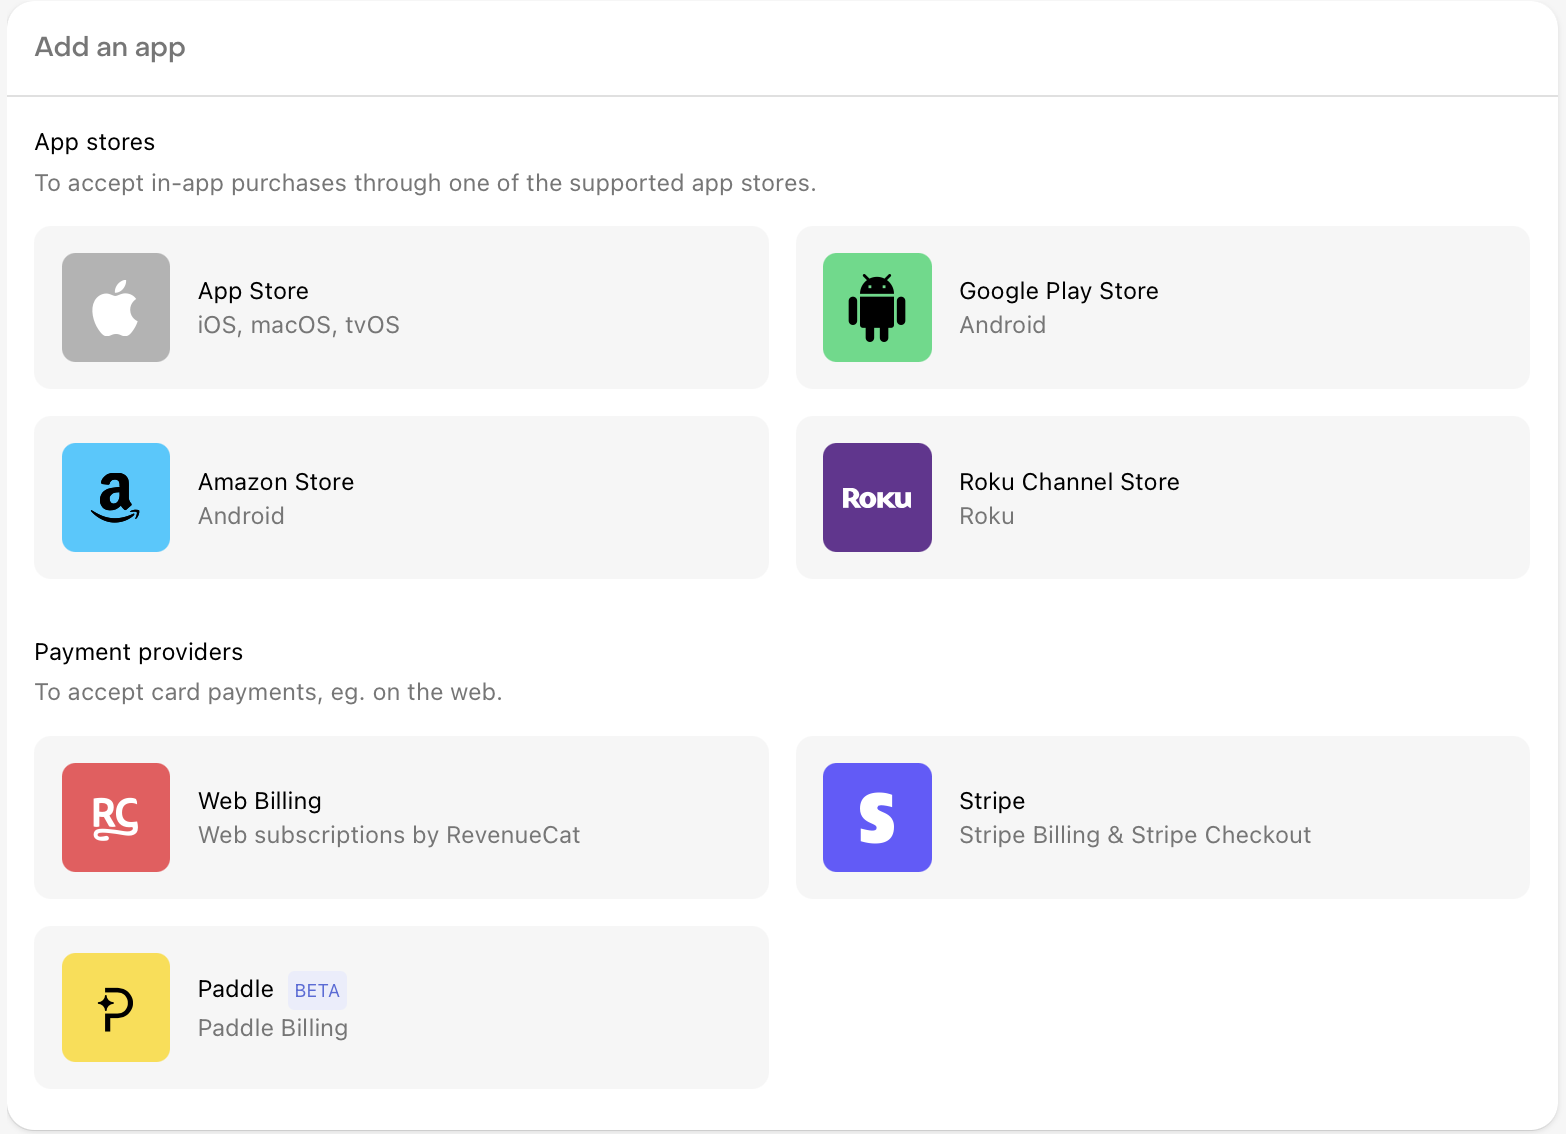 Add an app
App stores
To accept in-app purchases through one of the supported app stores.
App Store
iOS, macOS, tvOS
Google Play Store
Android
a
Amazon Store
Android
Roku
Roku Channel Store
Roku
Payment providers
To accept card payments, eg. on the web.
RC
Web Billing
Web subscriptions by RevenueCat
S
Stripe
Stripe Billing & Stripe Checkout
P
Paddle BETA
Paddle Billing